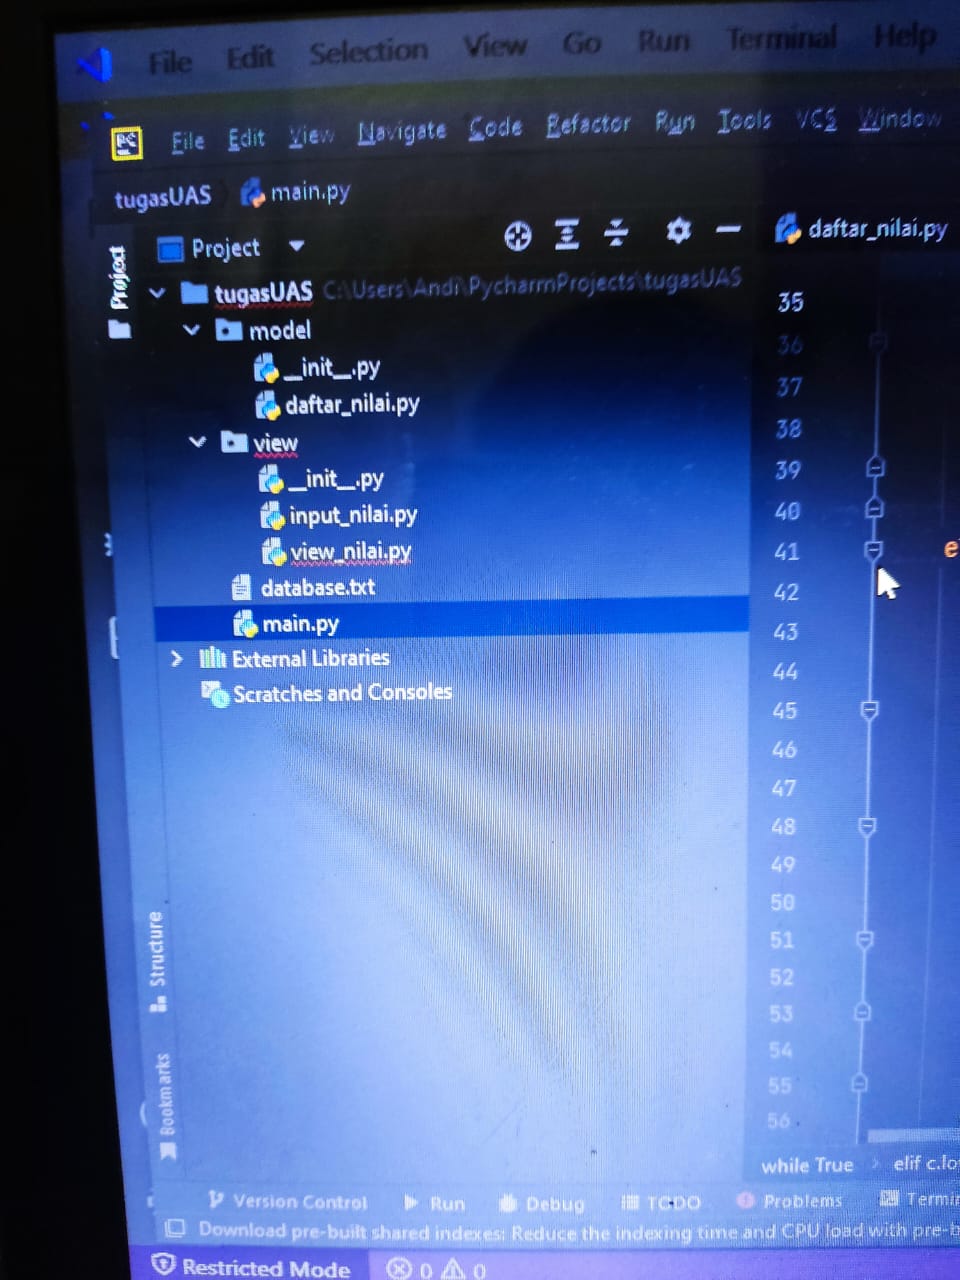 File Edit Selection View Go Run Terminal Help
PC File Edit View Navigate Code Refactor Run Tools VCS Window
tugasUAS main.py
Project
Project daftar_nilai.py
tugasUAS C:\Users\Andi\PycharmProjects\tugasUAS
model
__init__.py
daftar_nilai.py
view
__init__.py
input_nilai.py
view_nilai.py
database.txt
main.py
External Libraries
Scratches and Consoles
35
36
37
38
39
40
41 e
42
43
44
45
46
47
48
49
50
51
52
53
54
55
56
Structure
Bookmarks
while True > elif c.lo
Version Control Run Debug TODO Problems Termin
Download pre-built shared indexes: Reduce the indexing time and CPU load with pre-b
Restricted Mode 0 0